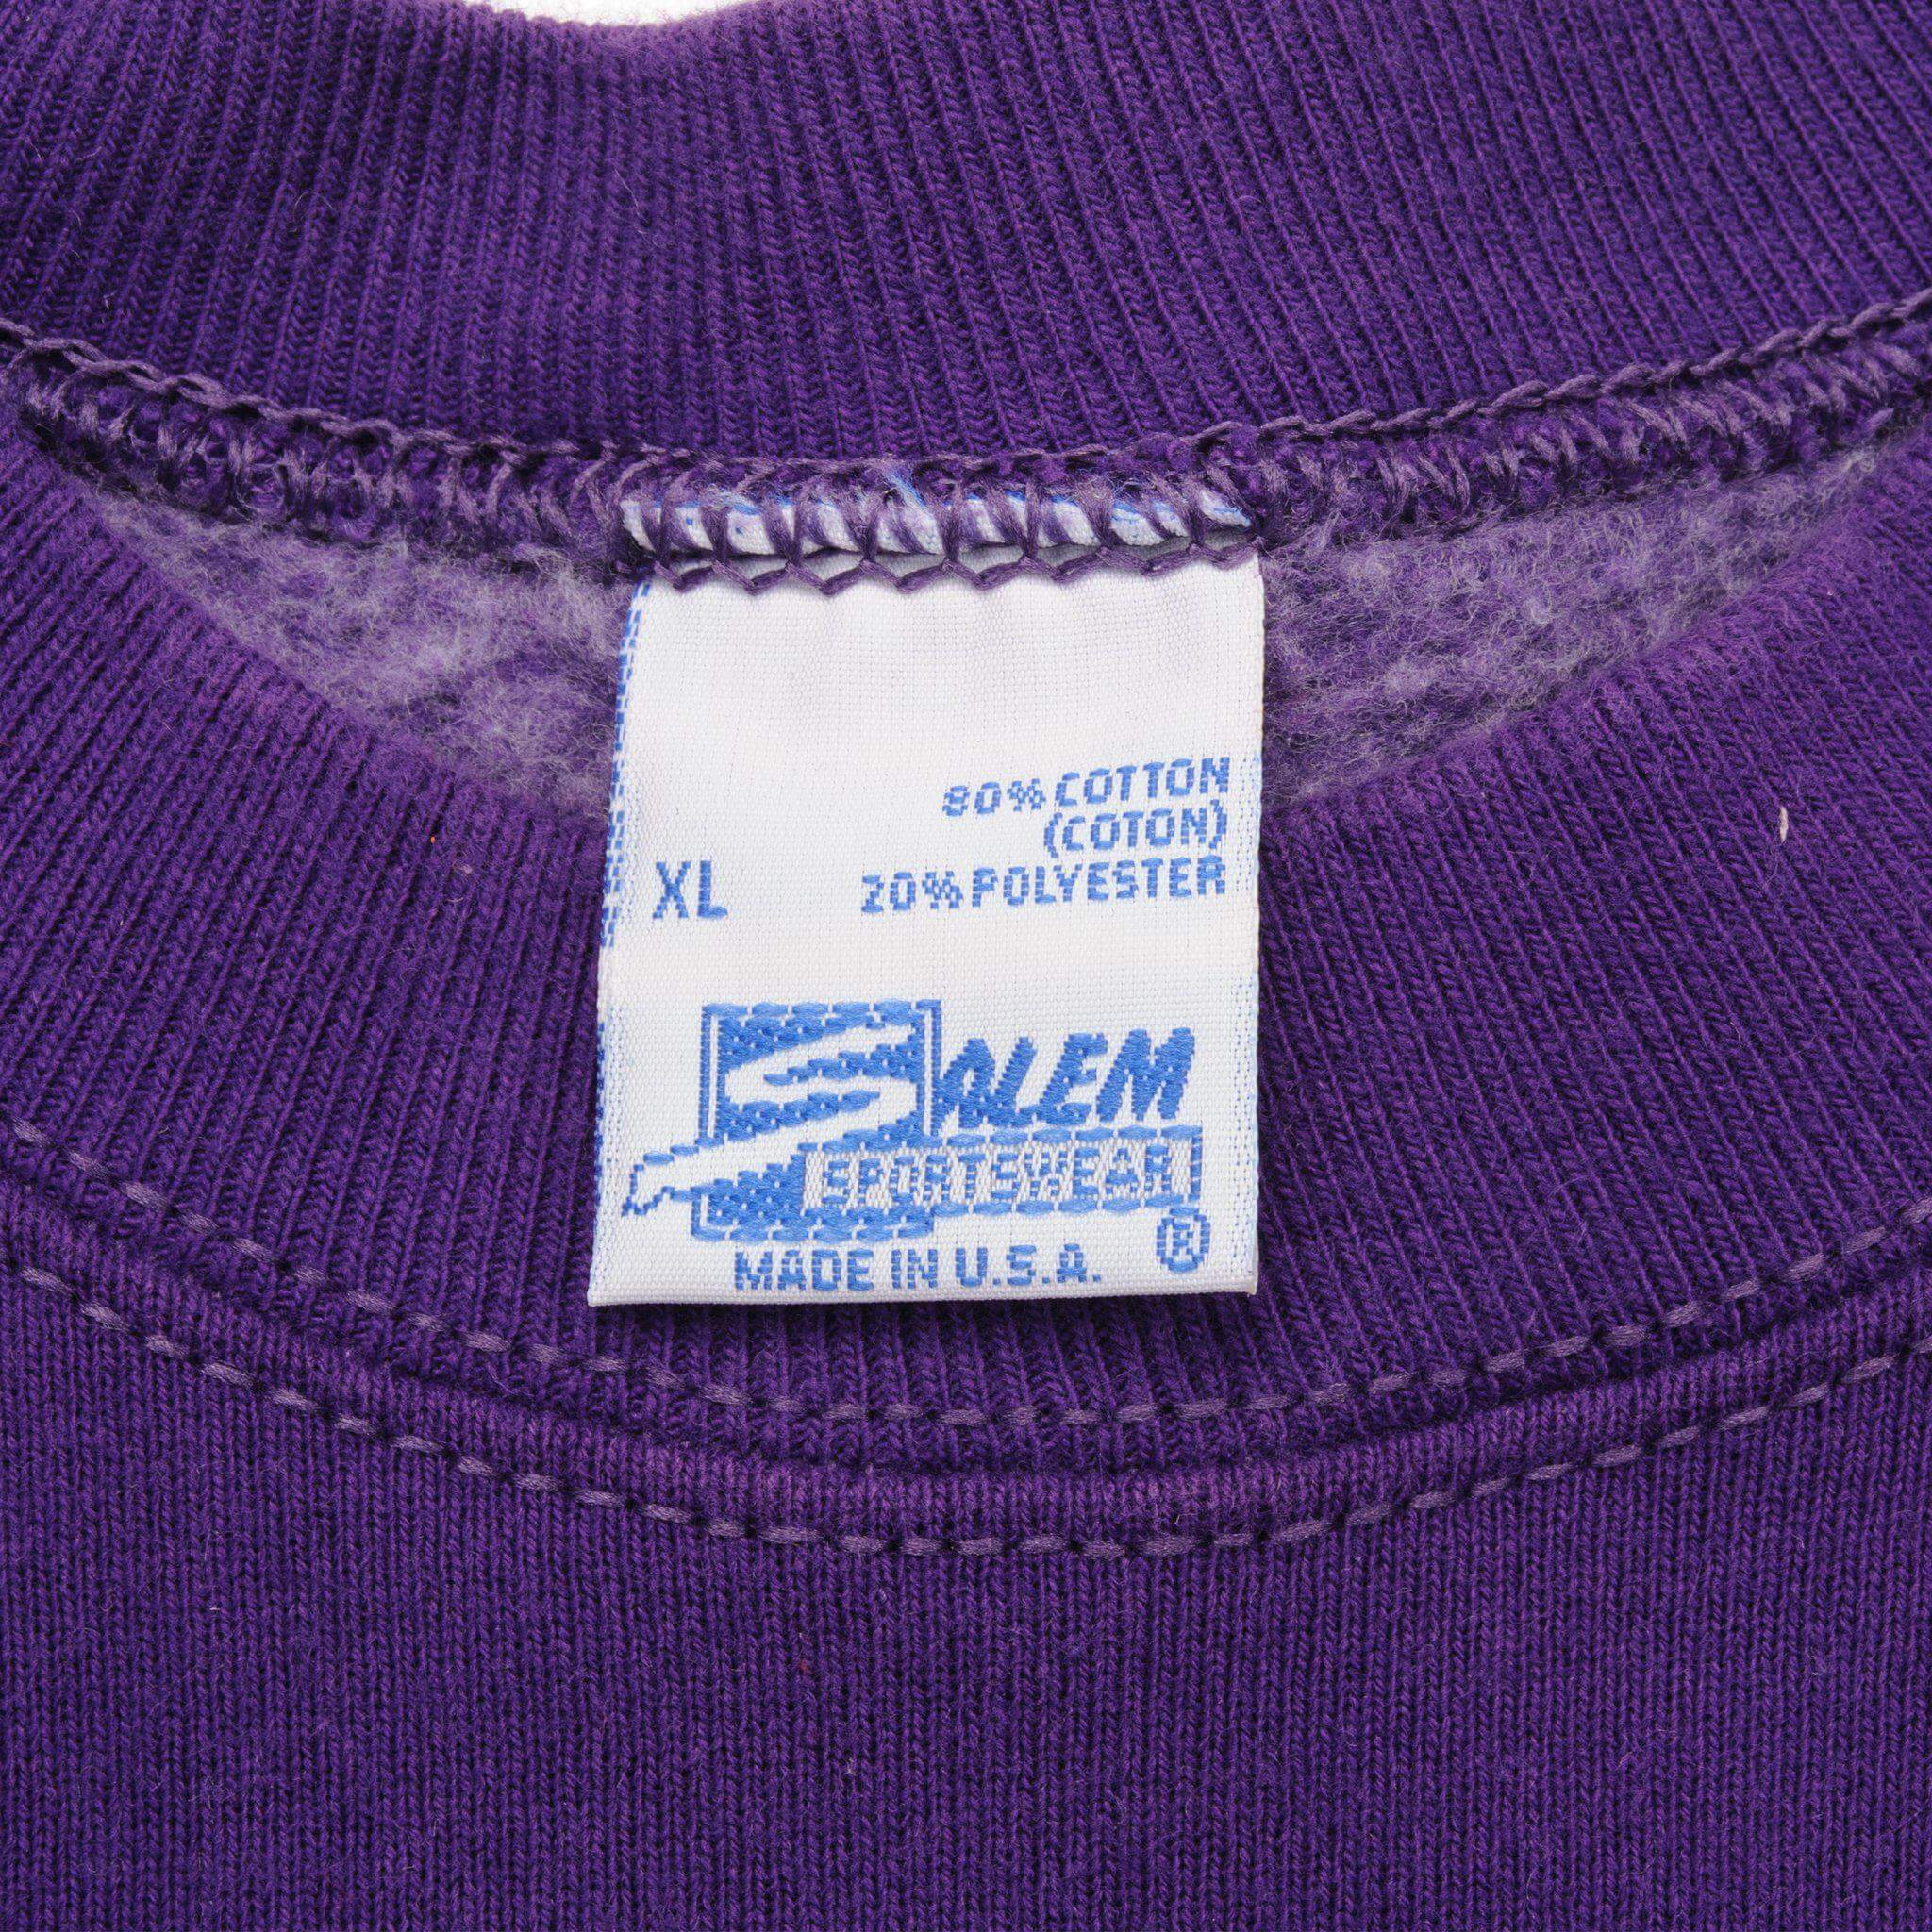 80% COTTON
(COTON)
XL 20% POLYESTER
SALEM
SPORTSWEAR
®
MADE IN U.S.A.